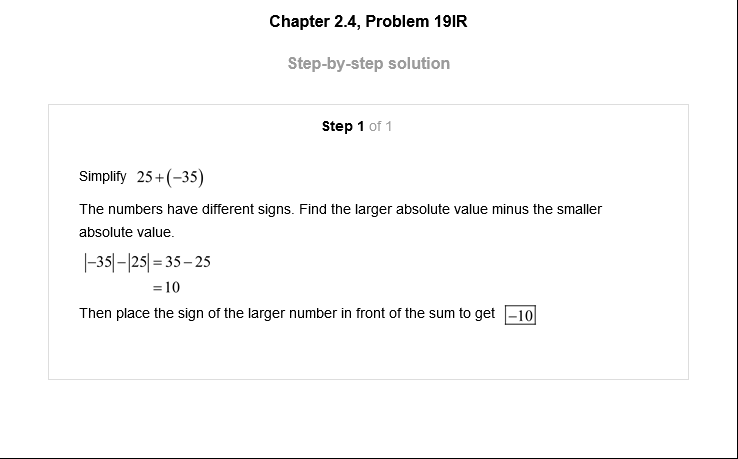 Chapter 2.4, Problem 19IR
Step-by-step solution
Step 1 of 1
Simplify 25+(−35)
The numbers have different signs. Find the larger absolute value minus the smaller
absolute value.
|−35|−|25|=35−25
=10
Then place the sign of the larger number in front of the sum to get −10